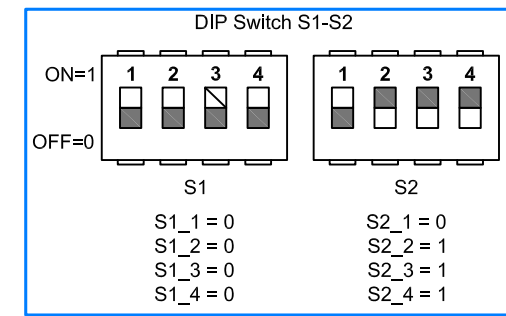 DIP Switch S1-S2
ON=1 1 2 3 4 1 2 3 4
OFF=0
S1 S2
S1_1 = 0 S2_1 = 0
S1_2 = 0 S2_2 = 1
S1_3 = 0 S2_3 = 1
S1_4 = 0 S2_4 = 1